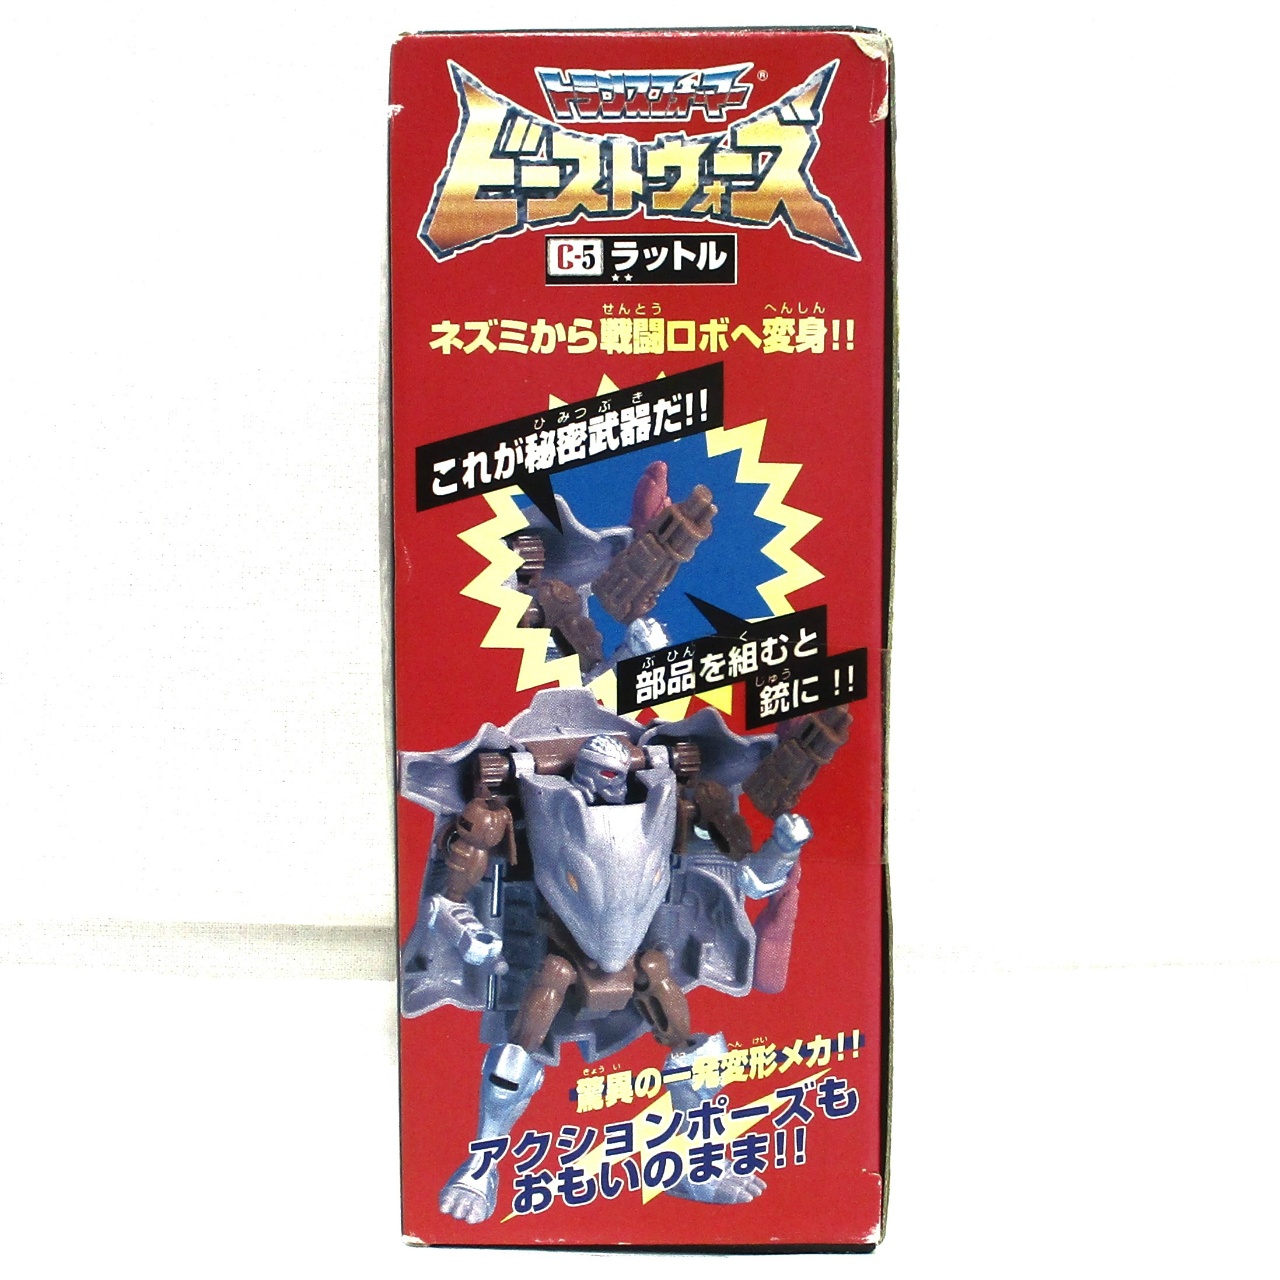 トランスフォーマー®
ビーストウォーズ
C-5 ラットル
★★
せんとう へんしん
ネズミから戦闘ロボへ変身!!
ひみつぶき
これが秘密武器だ!!
ぶひん く
部品を組むと
じゅう
銃に!!
きょうい いっ へんけい
驚異の一発変形メカ!!
アクションポーズも
おもいのまま!!